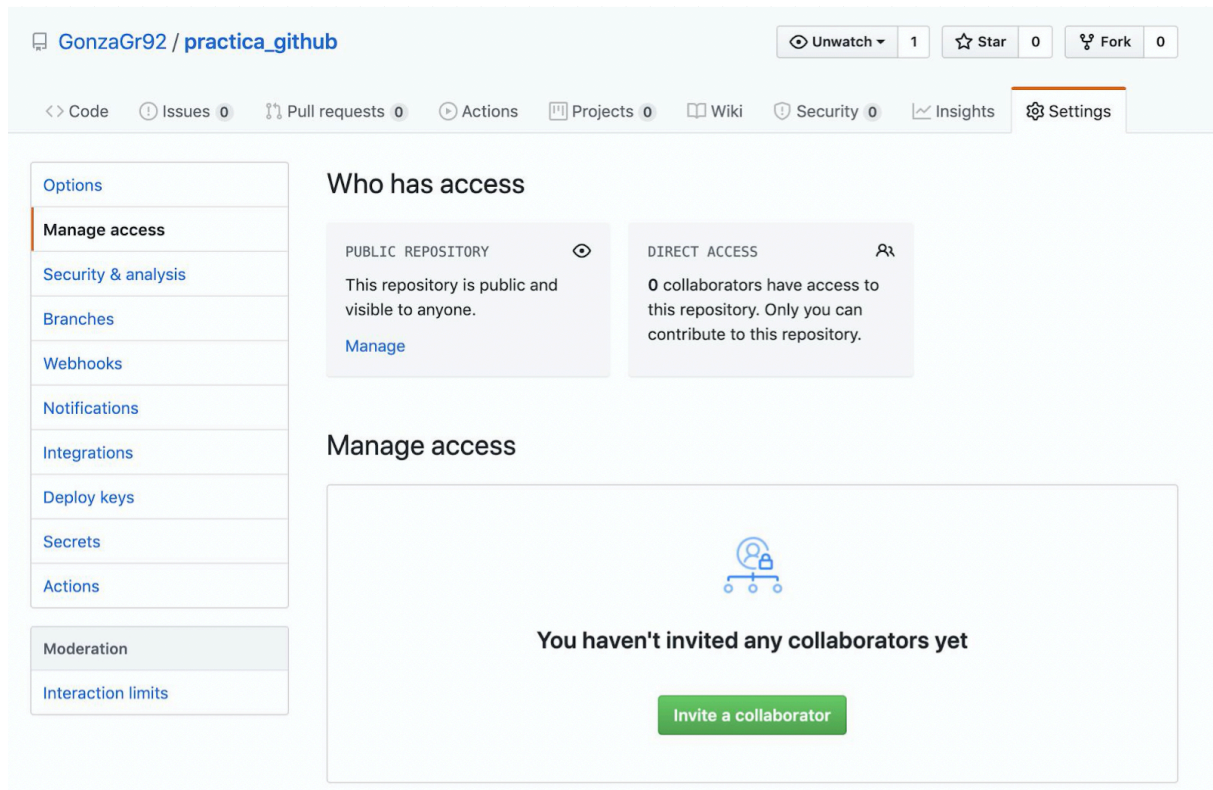 GonzaGr92 / practica_github
Unwatch 1 Star 0 Fork 0
Code Issues 0 Pull requests 0 Actions Projects 0 Wiki Security 0 Insights Settings
Options
Manage access
Security & analysis
Branches
Webhooks
Notifications
Integrations
Deploy keys
Secrets
Actions
Moderation
Interaction limits
Who has access
PUBLIC REPOSITORY
This repository is public and
visible to anyone.
Manage
DIRECT ACCESS
0 collaborators have access to
this repository. Only you can
contribute to this repository.
Manage access
You haven't invited any collaborators yet
Invite a collaborator